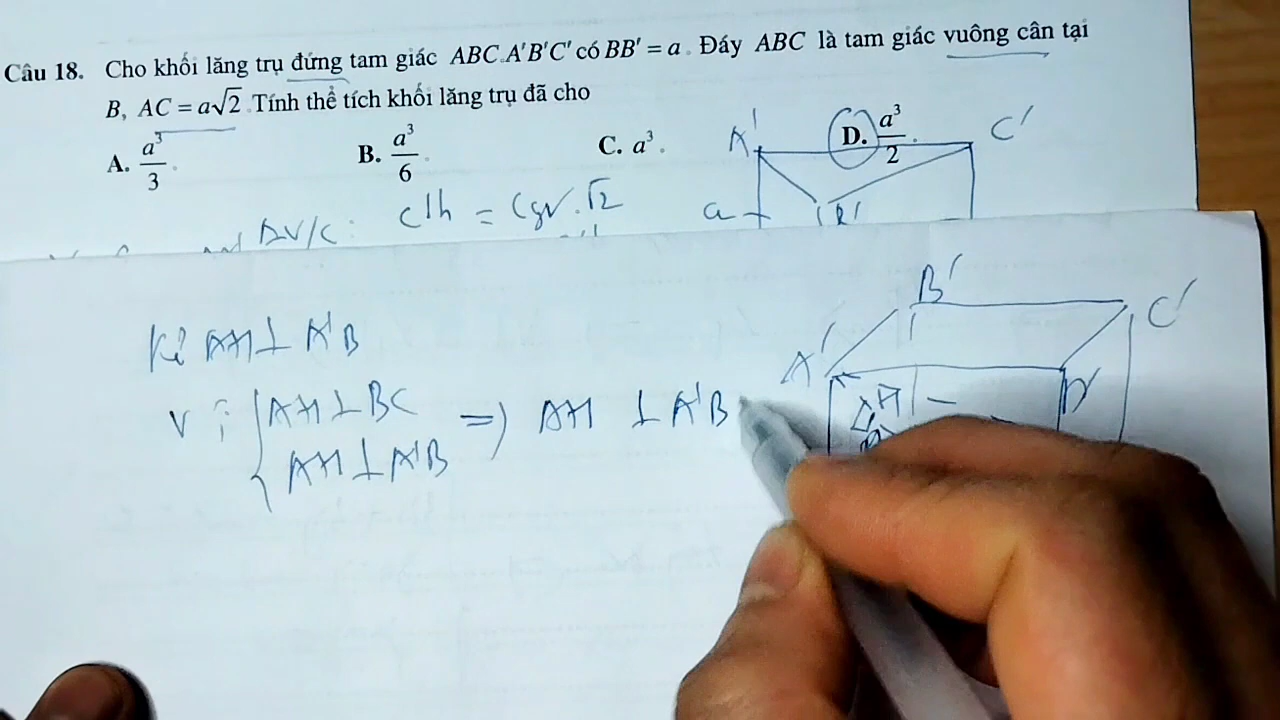 Câu 18. Cho khối lăng trụ đứng tam giác ABC.A'B'C' có BB' = a. Đáy ABC là tam giác vuông cân tại
B, AC = a√2. Tính thể tích khối lăng trụ đã cho
A. a³/3. B. a³/6. C. a³. D. a³/2.
A' C'
ΔV/C: Ch = Cgv.√2
a B'
B' C'
Kẻ AH ⊥ A'B
A' D'
Vì { AH ⊥ BC
AH ⊥ A'B
=> AH ⊥ A'B
H